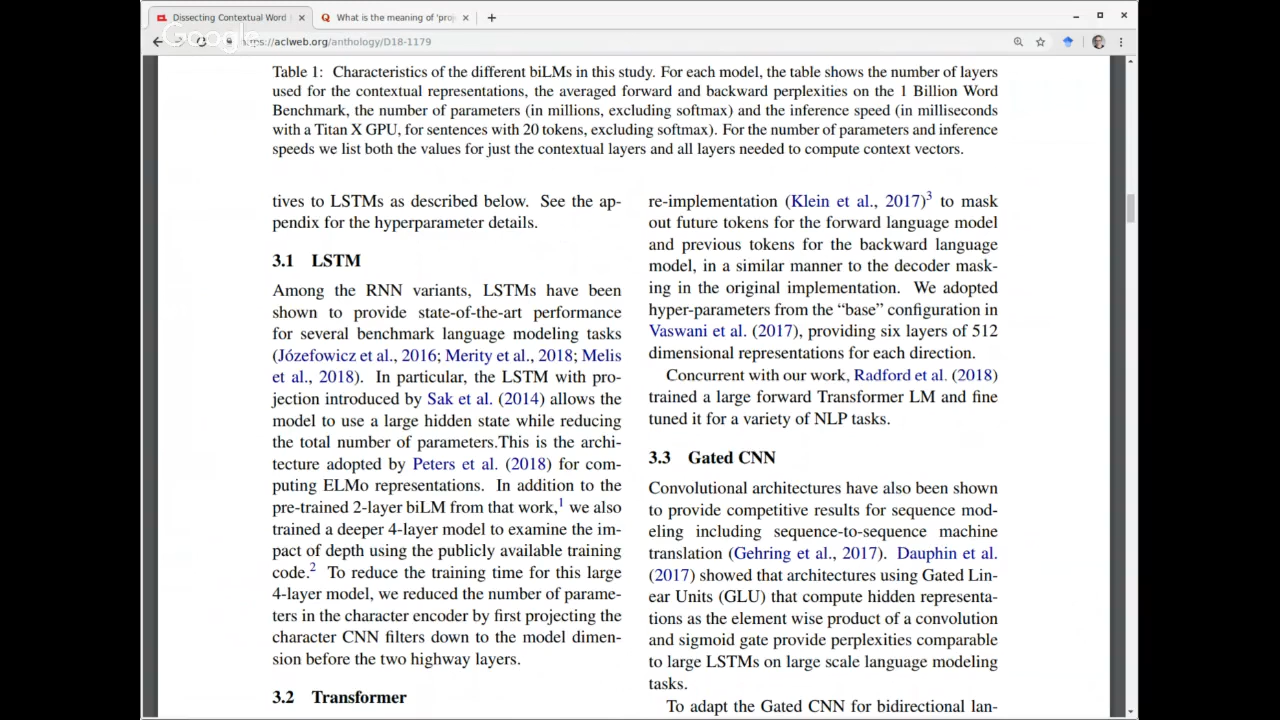 Dissecting Contextual Word
What is the meaning of 'proj
Google
https://aclweb.org/anthology/D18-1179
Table 1: Characteristics of the different biLMs in this study. For each model, the table shows the number of layers
used for the contextual representations, the averaged forward and backward perplexities on the 1 Billion Word
Benchmark, the number of parameters (in millions, excluding softmax) and the inference speed (in milliseconds
with a Titan X GPU, for sentences with 20 tokens, excluding softmax). For the number of parameters and inference
speeds we list both the values for just the contextual layers and all layers needed to compute context vectors.
tives to LSTMs as described below. See the ap-
pendix for the hyperparameter details.
3.1 LSTM
Among the RNN variants, LSTMs have been
shown to provide state-of-the-art performance
for several benchmark language modeling tasks
(Józefowicz et al., 2016; Merity et al., 2018; Melis
et al., 2018). In particular, the LSTM with pro-
jection introduced by Sak et al. (2014) allows the
model to use a large hidden state while reducing
the total number of parameters.This is the archi-
tecture adopted by Peters et al. (2018) for com-
puting ELMo representations. In addition to the
pre-trained 2-layer biLM from that work,1 we also
trained a deeper 4-layer model to examine the im-
pact of depth using the publicly available training
code.2 To reduce the training time for this large
4-layer model, we reduced the number of parame-
ters in the character encoder by first projecting the
character CNN filters down to the model dimen-
sion before the two highway layers.
3.2 Transformer
re-implementation (Klein et al., 2017)3 to mask
out future tokens for the forward language model
and previous tokens for the backward language
model, in a similar manner to the decoder mask-
ing in the original implementation. We adopted
hyper-parameters from the “base” configuration in
Vaswani et al. (2017), providing six layers of 512
dimensional representations for each direction.
Concurrent with our work, Radford et al. (2018)
trained a large forward Transformer LM and fine
tuned it for a variety of NLP tasks.
3.3 Gated CNN
Convolutional architectures have also been shown
to provide competitive results for sequence mod-
eling including sequence-to-sequence machine
translation (Gehring et al., 2017). Dauphin et al.
(2017) showed that architectures using Gated Lin-
ear Units (GLU) that compute hidden representa-
tions as the element wise product of a convolution
and sigmoid gate provide perplexities comparable
to large LSTMs on large scale language modeling
tasks.
To adapt the Gated CNN for bidirectional lan-